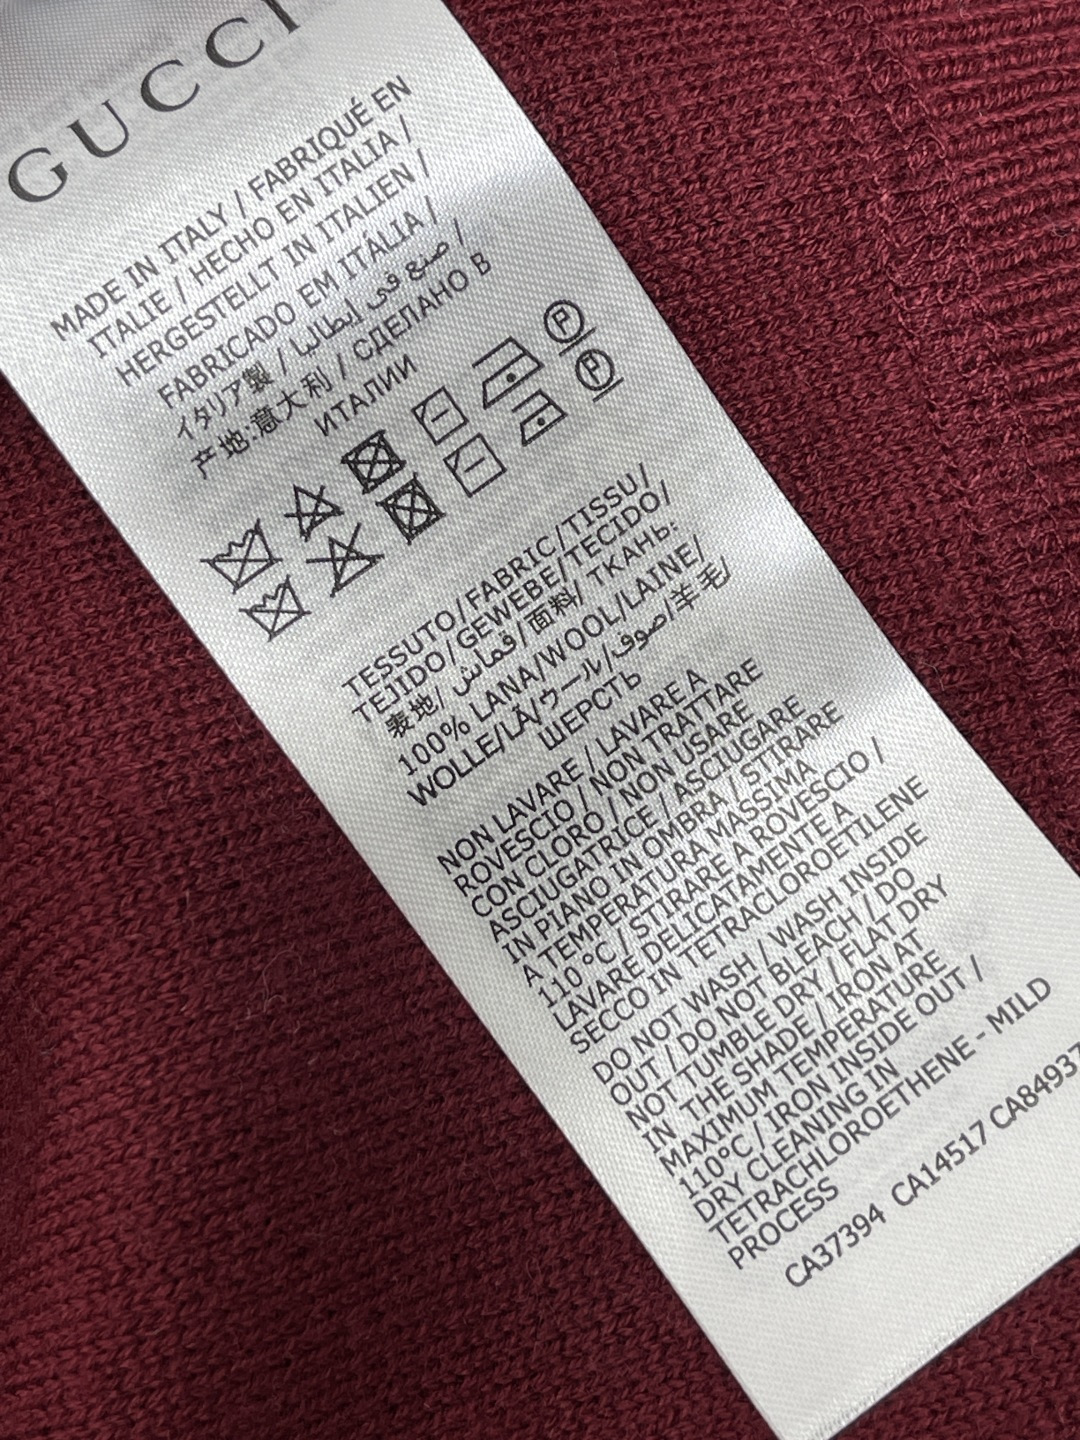 GUCCI
MADE IN ITALY / FABRIQUÉ EN
ITALIE / HECHO EN ITALIA /
HERGESTELLT IN ITALIEN /
FABRICADO EM ITÁLIA /
イタリア製 / صنع في إيطاليا /
产地:意大利 / СДЕЛАНО В
ИТАЛИИ
P
P
TESSUTO/FABRIC/TISSU/
TEJIDO/GEWEBE/TECIDO/
表地/ قماش/面料/ ТКАНЬ:
100% LANA/WOOL/LAINE/
WOLLE/LÃ/ウール/صوف/羊毛/
ШЕРСТЬ
NON LAVARE / LAVARE A
ROVESCIO / NON TRATTARE
CON CLORO / NON USARE
ASCIUGATRICE / ASCIUGARE
IN PIANO IN OMBRA / STIRARE
A TEMPERATURA MASSIMA
110 °C / STIRARE A ROVESCIO /
LAVARE DELICATAMENTE A
SECCO IN TETRACLOROETILENE
DO NOT WASH / WASH INSIDE
OUT / DO NOT BLEACH / DO
NOT TUMBLE DRY / FLAT DRY
IN THE SHADE / IRON AT
MAXIMUM TEMPERATURE
110°C / IRON INSIDE OUT /
DRY CLEANING IN
TETRACHLOROETHENE - MILD
PROCESS
CA37394 CA14517 CA84937